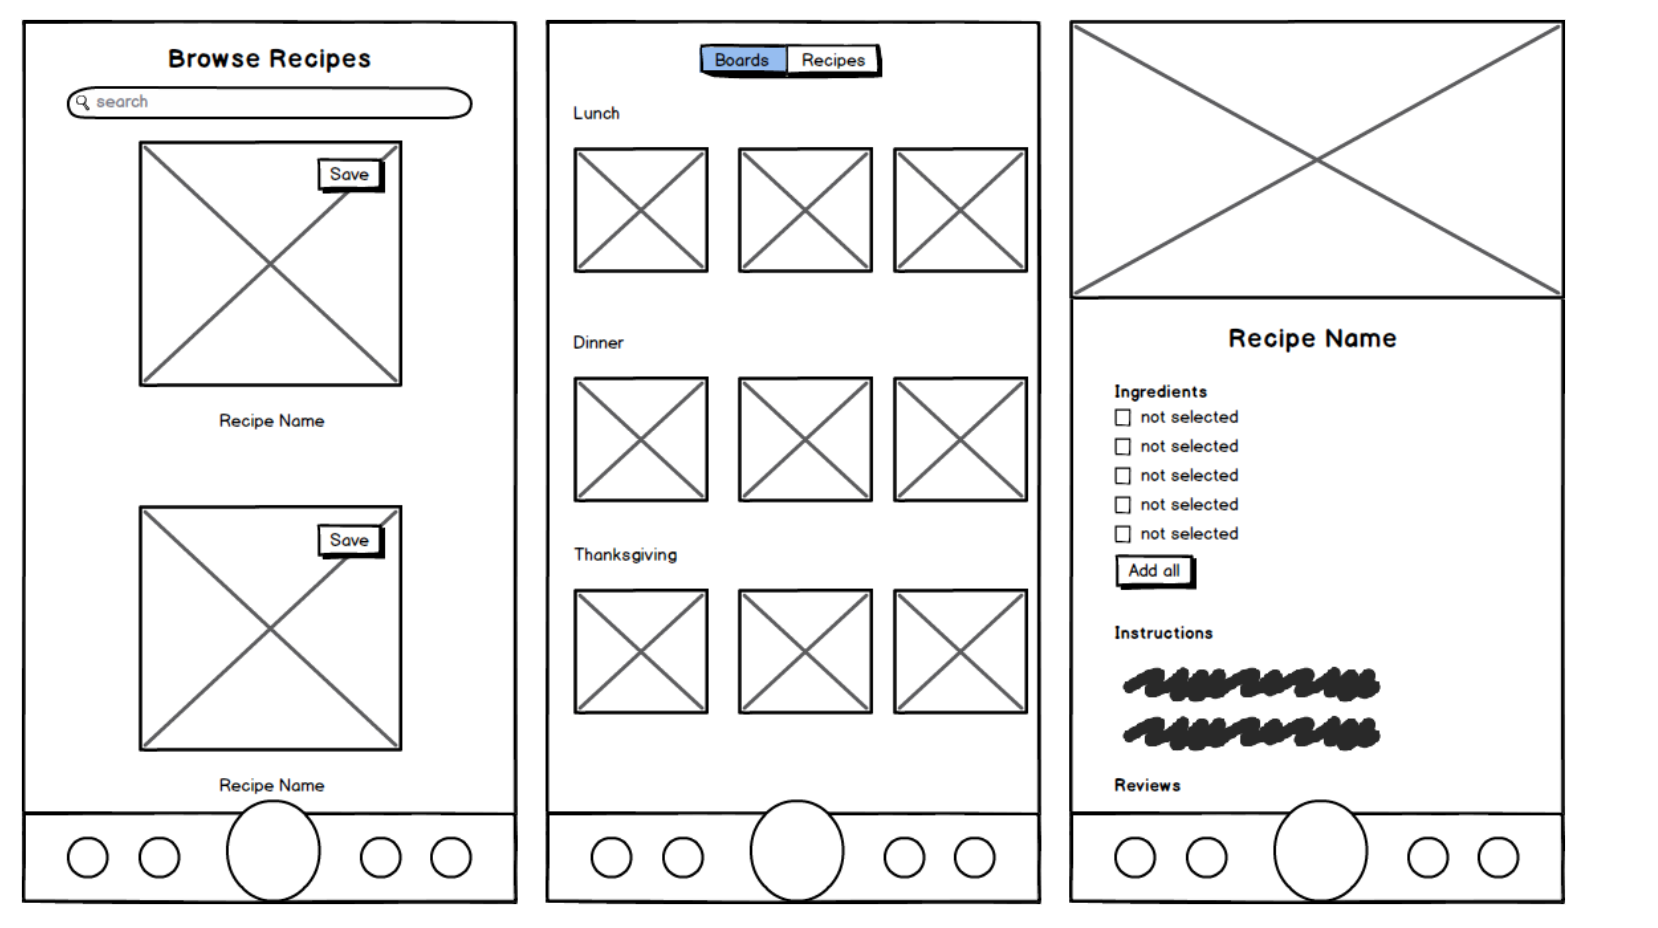 Browse Recipes
search
Save
Recipe Name
Save
Recipe Name
Boards Recipes
Lunch
Dinner
Thanksgiving
Recipe Name
Ingredients
not selected
not selected
not selected
not selected
not selected
Add all
Instructions
Reviews